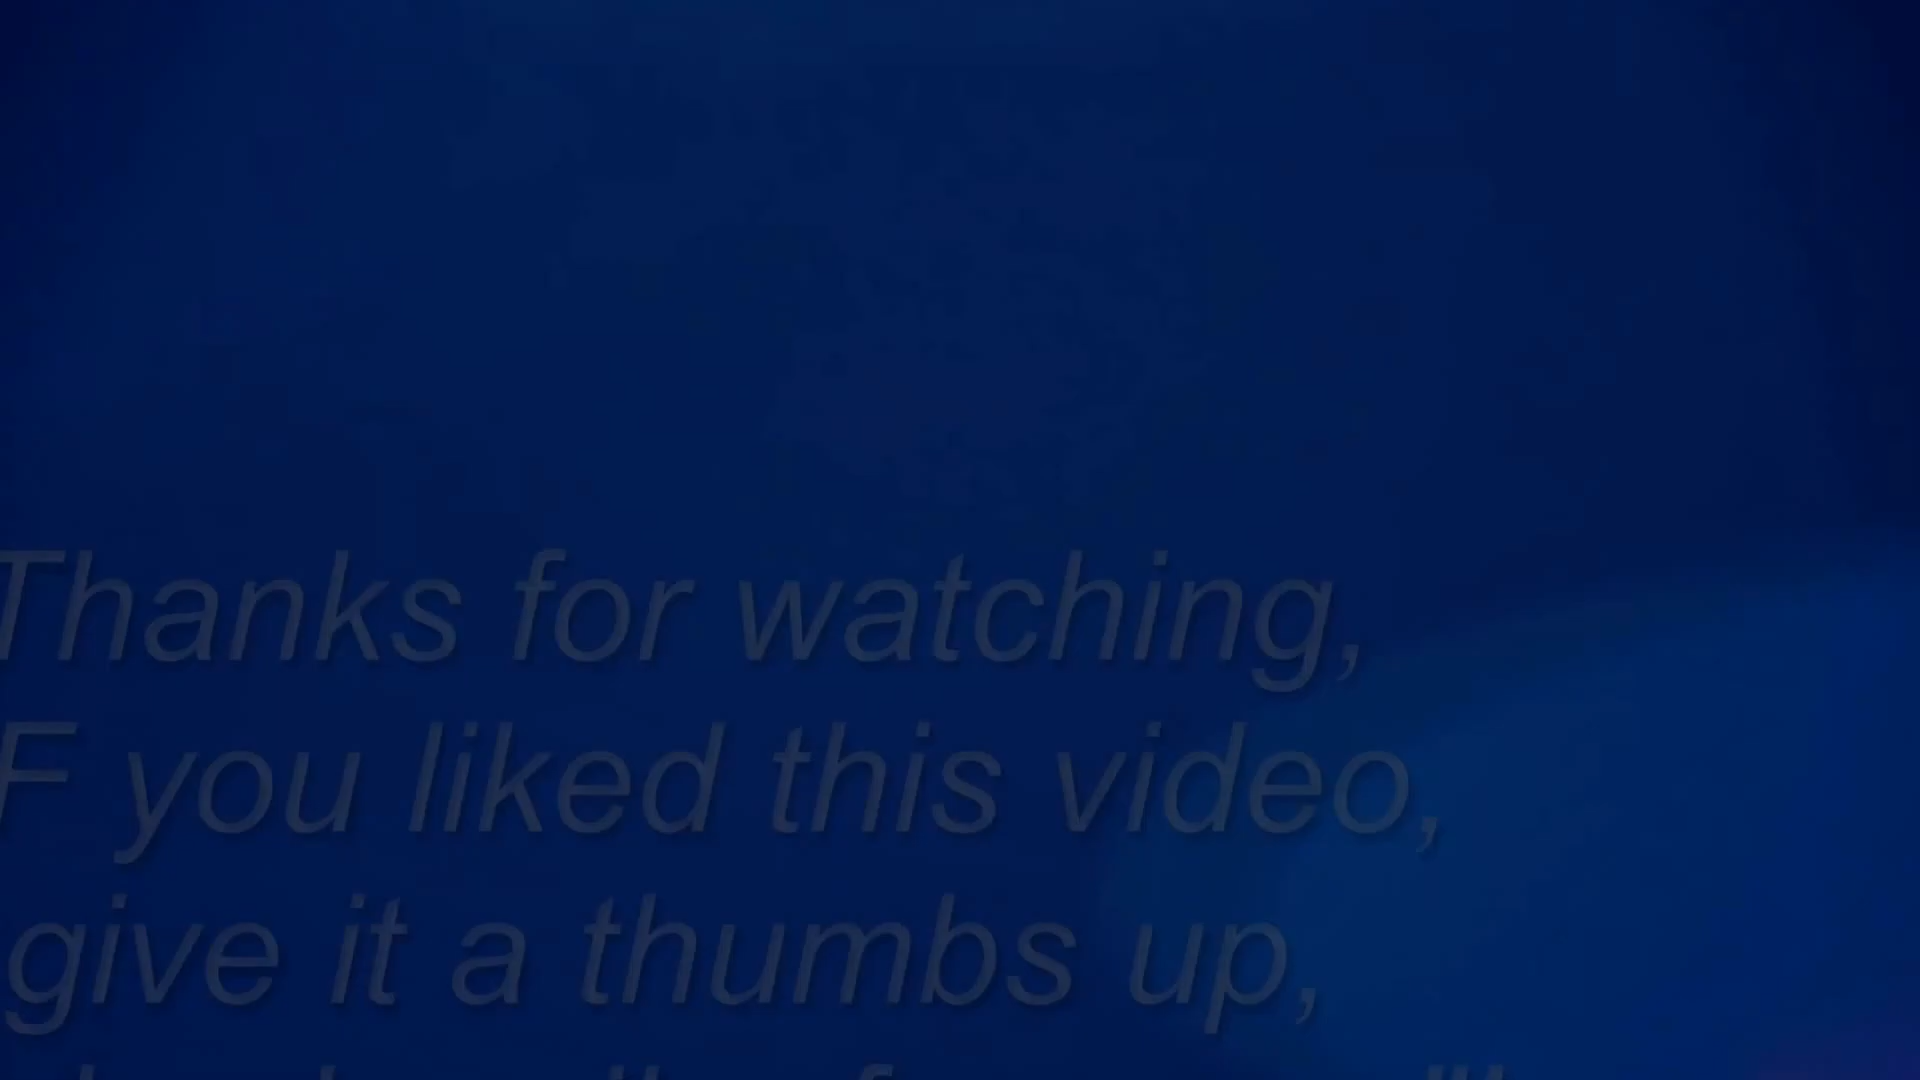 Thanks for watching,
F you liked this video,
give it a thumbs up,